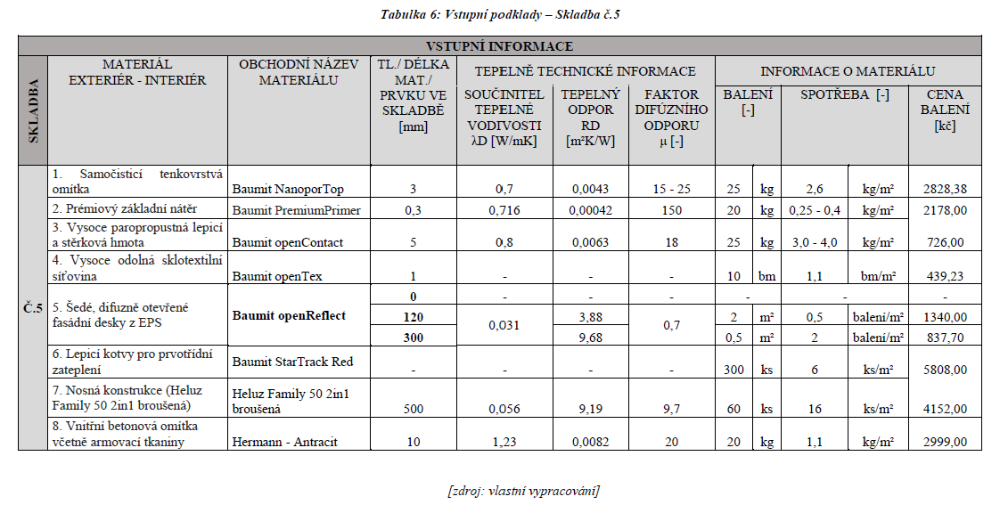 Tabulka 6: Vstupní podklady – Skladba č.5
VSTUPNÍ INFORMACE
SKLADBA
MATERIÁL
EXTERIÉR - INTERIÉR
OBCHODNÍ NÁZEV
MATERIÁLU
TL./ DÉLKA
MAT./
PRVKU VE
SKLADBĚ
[mm]
TEPELNĚ TECHNICKÉ INFORMACE
INFORMACE O MATERIÁLU
SOUČINITEL
TEPELNÉ
VODIVOSTI
λD [W/mK]
TEPELNÝ
ODPOR
RD
[m²K/W]
FAKTOR
DIFÚZNÍHO
ODPORU
μ [-]
BALENÍ
[-]
SPOTŘEBA [-]
CENA
BALENÍ
[kč]
Č.5
1. Samočisticí tenkovrstvá
omítka
Baumit NanoporTop 3 0,7 0,0043 15 - 25 25 kg 2,6 kg/m² 2828,38
2. Prémiový základní nátěr Baumit PremiumPrimer 0,3 0,716 0,00042 150 20 kg 0,25 - 0,4 kg/m² 2178,00
3. Vysoce paropropustná lepicí
a stěrková hmota Baumit openContact 5 0,8 0,0063 18 25 kg 3,0 - 4,0 kg/m² 726,00
4. Vysoce odolná sklotextilní
síťovina Baumit openTex 1 - - - 10 bm 1,1 bm/m² 439,23
5. Šedé, difuzně otevřené
fasádní desky z EPS
Baumit openReflect
0 - - - - - -
120 0,031 3,88 0,7 2 m² 0,5 balení/m² 1340,00
300 9,68 0,5 m² 2 balení/m² 837,70
6. Lepicí kotvy pro prvotřídní
zateplení Baumit StarTrack Red - - - - 300 ks 6 ks/m² 5808,00
7. Nosná konstrukce (Heluz
Family 50 2in1 broušená)
Heluz Family 50 2in1
broušená 500 0,056 9,19 9,7 60 ks 16 ks/m² 4152,00
8. Vnitřní betonová omítka
včetně armovací tkaniny Hermann - Antracit 10 1,23 0,0082 20 20 kg 1,1 kg/m² 2999,00
[zdroj: vlastní vypracování]